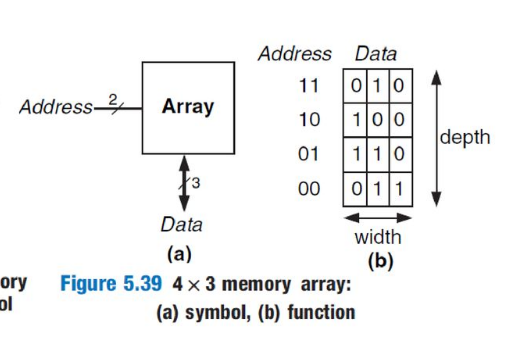 Address 2 Array
3
Data
(a)
Address Data
11 0 1 0
10 1 0 0
01 1 1 0
00 0 1 1
depth
width
(b)
ory
ol
Figure 5.39 4 × 3 memory array:
(a) symbol, (b) function